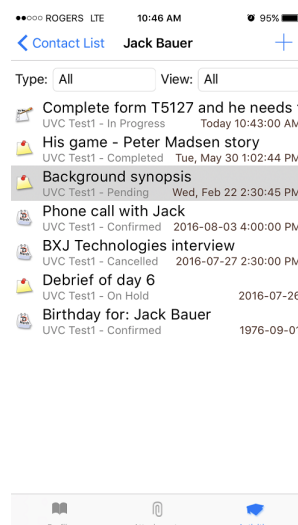 ROGERS LTE 10:46 AM 95%
Contact List Jack Bauer
Type: All View: All
Complete form T5127 and he needs
UVC Test1 - In Progress Today 10:43:00 AM
His game - Peter Madsen story
UVC Test1 - Completed Tue, May 30 1:02:44 PM
Background synopsis
UVC Test1 - Pending Wed, Feb 22 2:30:45 PM
Phone call with Jack
UVC Test1 - Confirmed 2016-08-03 4:00:00 PM
BXJ Technologies interview
UVC Test1 - Cancelled 2016-07-27 2:30:00 PM
Debrief of day 6
UVC Test1 - On Hold 2016-07-26
Birthday for: Jack Bauer
UVC Test1 - Confirmed 1976-09-01